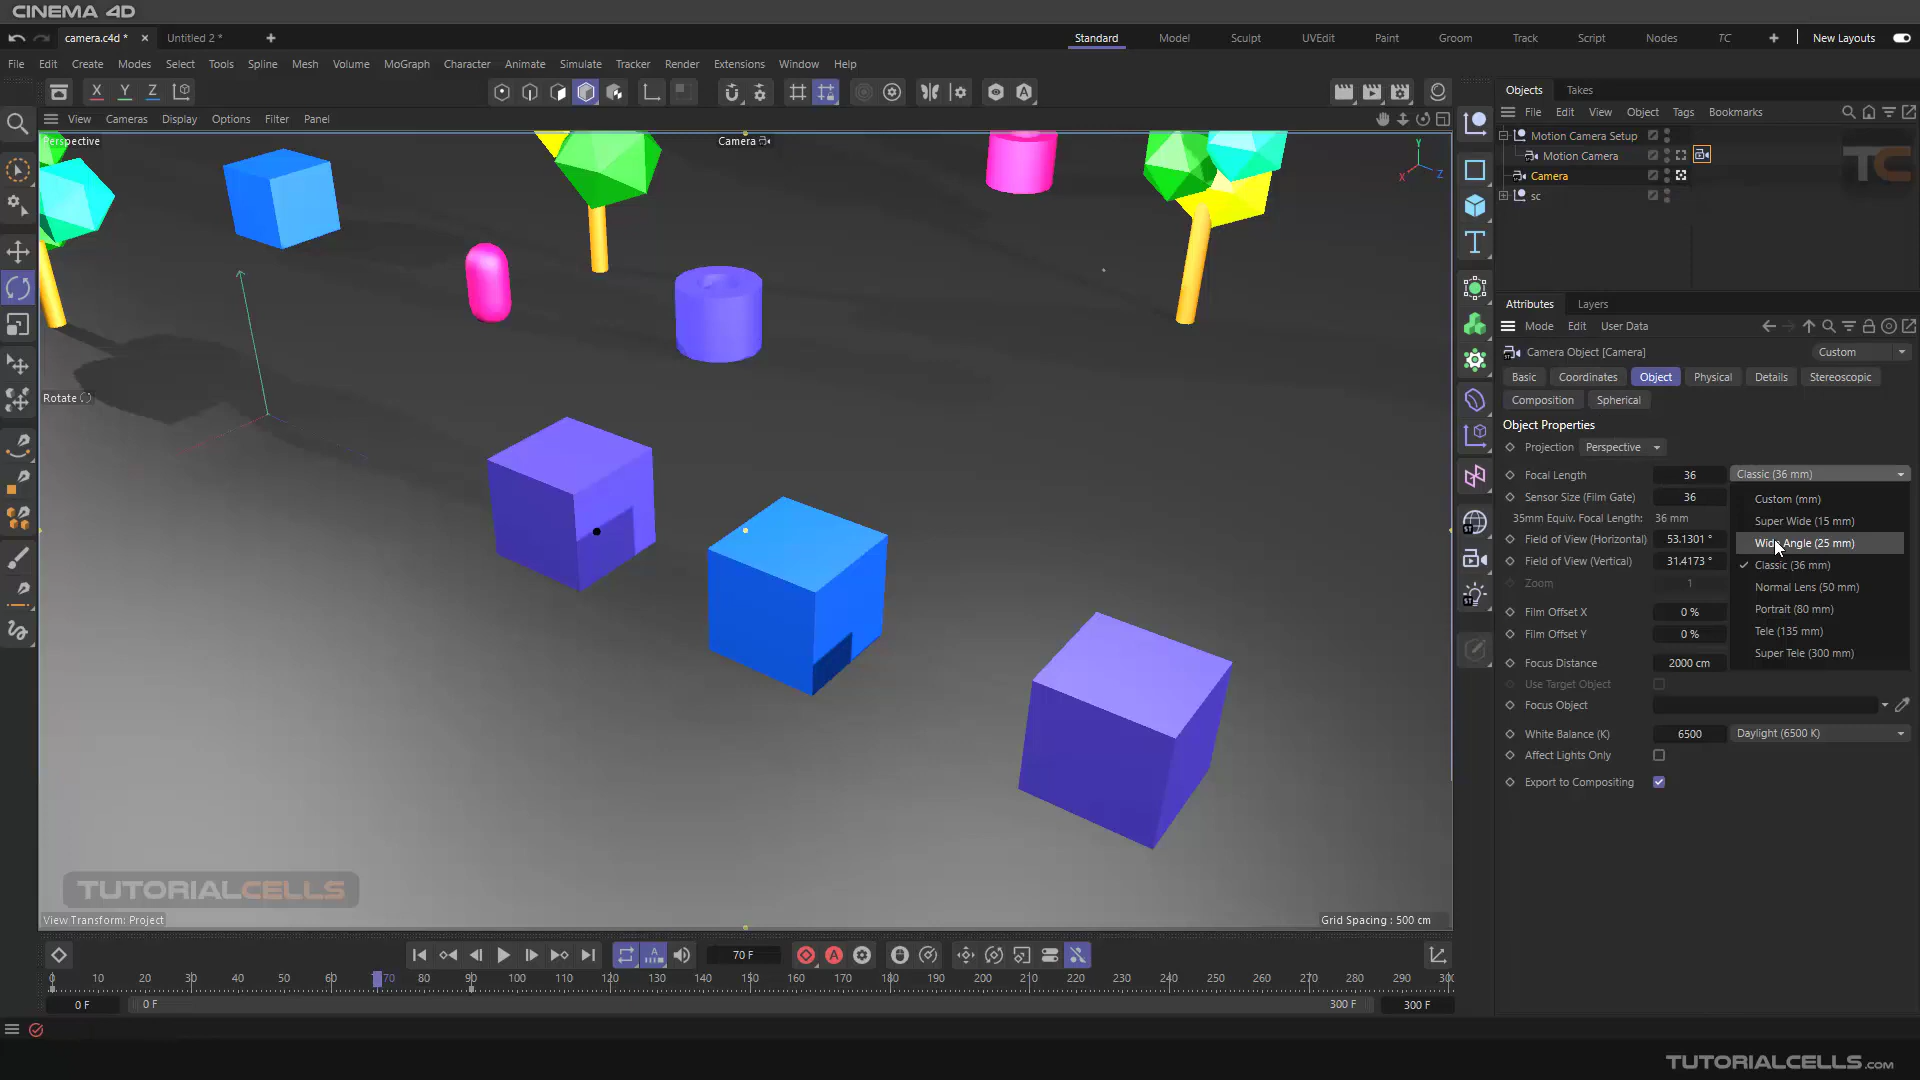 CINEMA 4D
camera.c4d *
Untitled 2 *
Standard Model Sculpt UVEdit Paint Groom Track Script Nodes TC New Layouts
File Edit Create Modes Select Tools Spline Mesh Volume MoGraph Character Animate Simulate Tracker Render Extensions Window Help
X Y Z
Objects Takes
View Cameras Display Options Filter Panel
File Edit View Object Tags Bookmarks
Perspective
Camera
Y
X
Z
Motion Camera Setup
Motion Camera
Camera
sc
TC
Rotate
Attributes Layers
Mode Edit User Data
Camera Object [Camera]
Custom
Basic Coordinates Object Physical Details Stereoscopic
Composition Spherical
Object Properties
Projection Perspective
Focal Length 36 Classic (36 mm)
Sensor Size (Film Gate) 36
35mm Equiv. Focal Length: 36 mm
Field of View (Horizontal) 53.1301 °
Field of View (Vertical) 31.4173 °
Zoom 1
Film Offset X 0 %
Film Offset Y 0 %
Focus Distance 2000 cm
Use Target Object
Focus Object
White Balance (K) 6500 Daylight (6500 K)
Affect Lights Only
Export to Compositing
Custom (mm)
Super Wide (15 mm)
Wide Angle (25 mm)
Classic (36 mm)
Normal Lens (50 mm)
Portrait (80 mm)
Tele (135 mm)
Super Tele (300 mm)
TUTORIALCELLS
View Transform: Project
Grid Spacing : 500 cm
70 F
0 10 20 30 40 50 60 70 80 90 100 110 120 130 140 150 160 170 180 190 200 210 220 230 240 250 260 270 280 290 300
0 F 0 F 300 F 300 F
TUTORIALCELLS.com